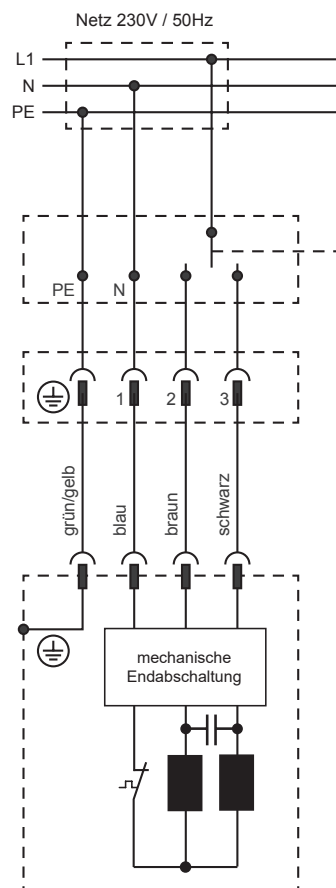 Netz 230V / 50Hz
L1
N
PE
PE
N
1
2
3
grün/gelb
blau
braun
schwarz
mechanische
Endabschaltung